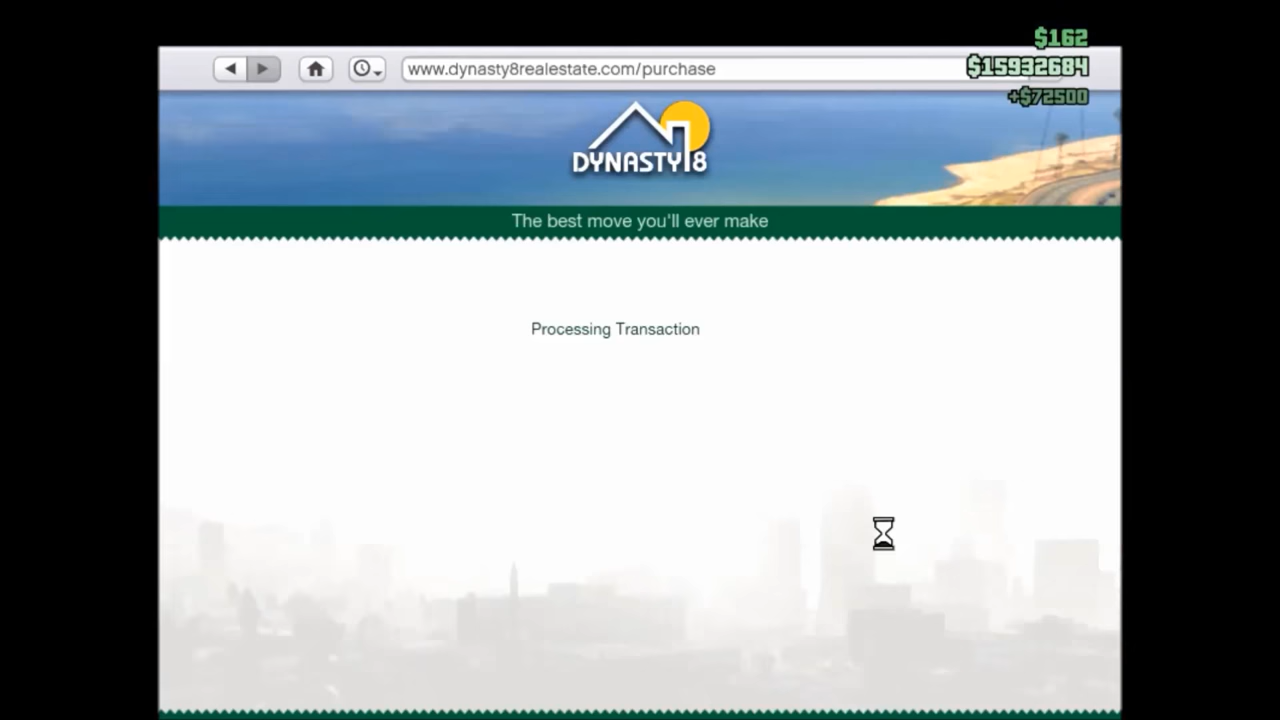 $162
www.dynasty8realestate.com/purchase
$15932684
+$72500
DYNASTY8
The best move you'll ever make
Processing Transaction